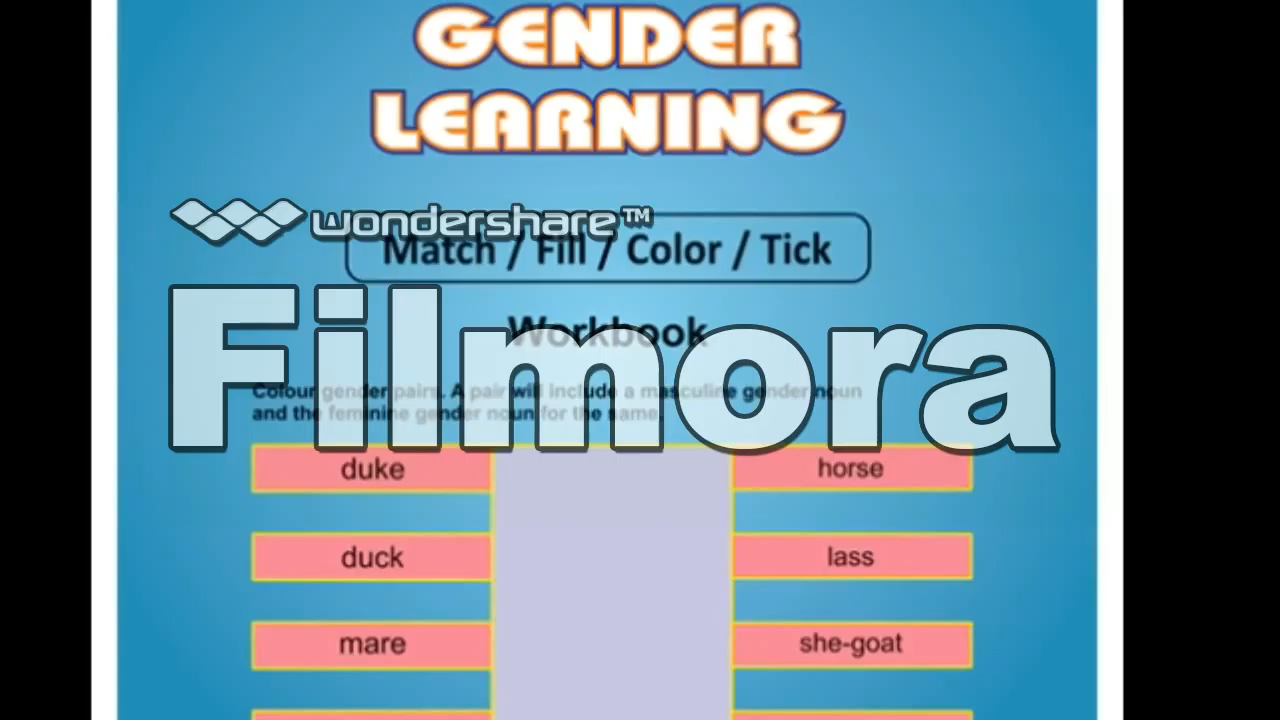 GENDER
LEARNING
wondershare™
Match / Fill / Color / Tick
Filmora
Workbook
Colour gender pairs. A pair will include a masculine gender noun
and the feminine gender noun for the same.
duke
horse
duck
lass
mare
she-goat